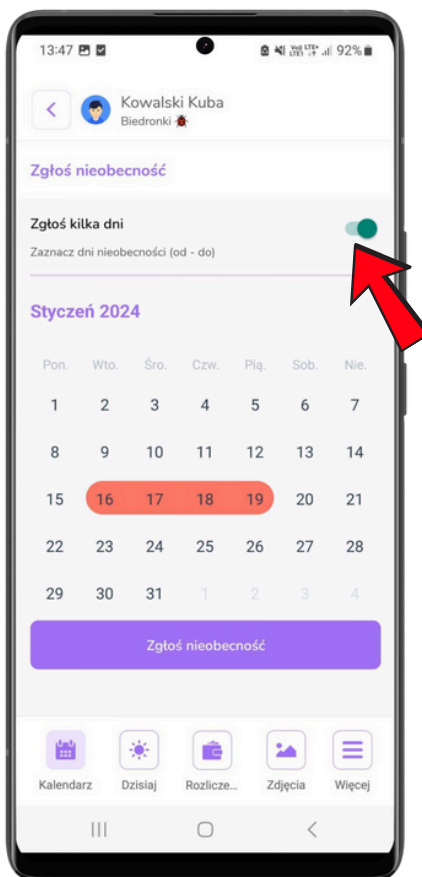 13:47 92%
Kowalski Kuba
Biedronki
Zgłoś nieobecność
Zgłoś kilka dni
Zaznacz dni nieobecności (od - do)
Styczeń 2024
Pon. Wto. Śro. Czw. Pią. Sob. Nie.
1 2 3 4 5 6 7
8 9 10 11 12 13 14
15 16 17 18 19 20 21
22 23 24 25 26 27 28
29 30 31 1 2 3 4
Zgłoś nieobecność
Kalendarz Dzisiaj Rozlicze... Zdjęcia Więcej